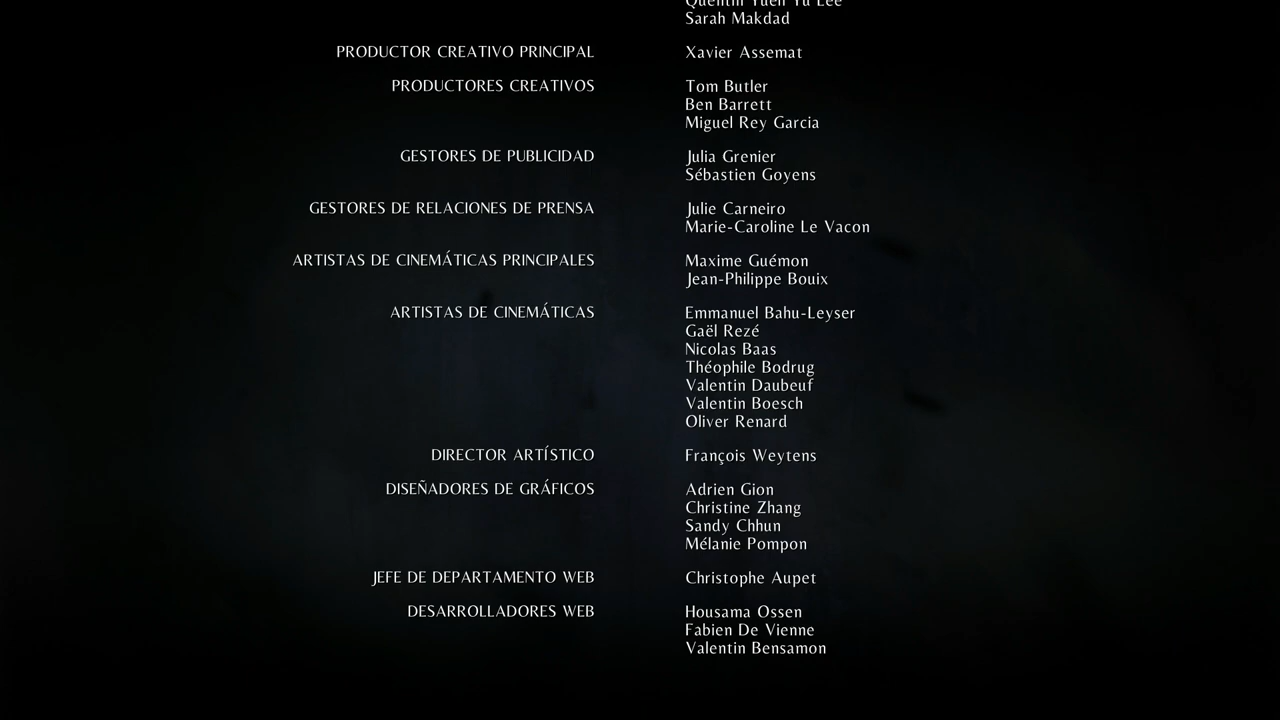 Quentin Yuen Yu Lee
Sarah Makdad
PRODUCTOR CREATIVO PRINCIPAL Xavier Assemat
PRODUCTORES CREATIVOS Tom Butler
Ben Barrett
Miguel Rey Garcia
GESTORES DE PUBLICIDAD Julia Grenier
Sébastien Goyens
GESTORES DE RELACIONES DE PRENSA Julie Carneiro
Marie-Caroline Le Vacon
ARTISTAS DE CINEMÁTICAS PRINCIPALES Maxime Guémon
Jean-Philippe Bouix
ARTISTAS DE CINEMÁTICAS Emmanuel Bahu-Leyser
Gaël Rezé
Nicolas Baas
Théophile Bodrug
Valentin Daubeuf
Valentin Boesch
Oliver Renard
DIRECTOR ARTÍSTICO François Weytens
DISEÑADORES DE GRÁFICOS Adrien Gion
Christine Zhang
Sandy Chhun
Mélanie Pompon
JEFE DE DEPARTAMENTO WEB Christophe Aupet
DESARROLLADORES WEB Housama Ossen
Fabien De Vienne
Valentin Bensamon